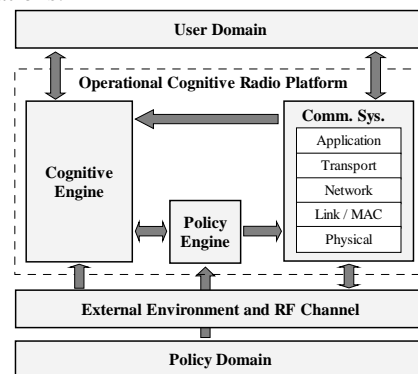 User Domain
Operational Cognitive Radio Platform
Comm. Sys.
Application
Transport
Network
Link / MAC
Physical
Cognitive
Engine
Policy
Engine
External Environment and RF Channel
Policy Domain